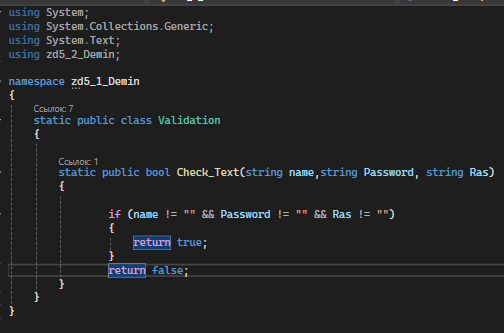 using System;
using System.Collections.Generic;
using System.Text;
using zd5_2_Demin;
namespace zd5_1_Demin
{
Ссылок: 7
static public class Validation
{
Ссылок: 1
static public bool Check_Text(string name,string Password, string Ras)
{
if (name != "" && Password != "" && Ras != "")
{
return true;
}
return false;
}
}
}